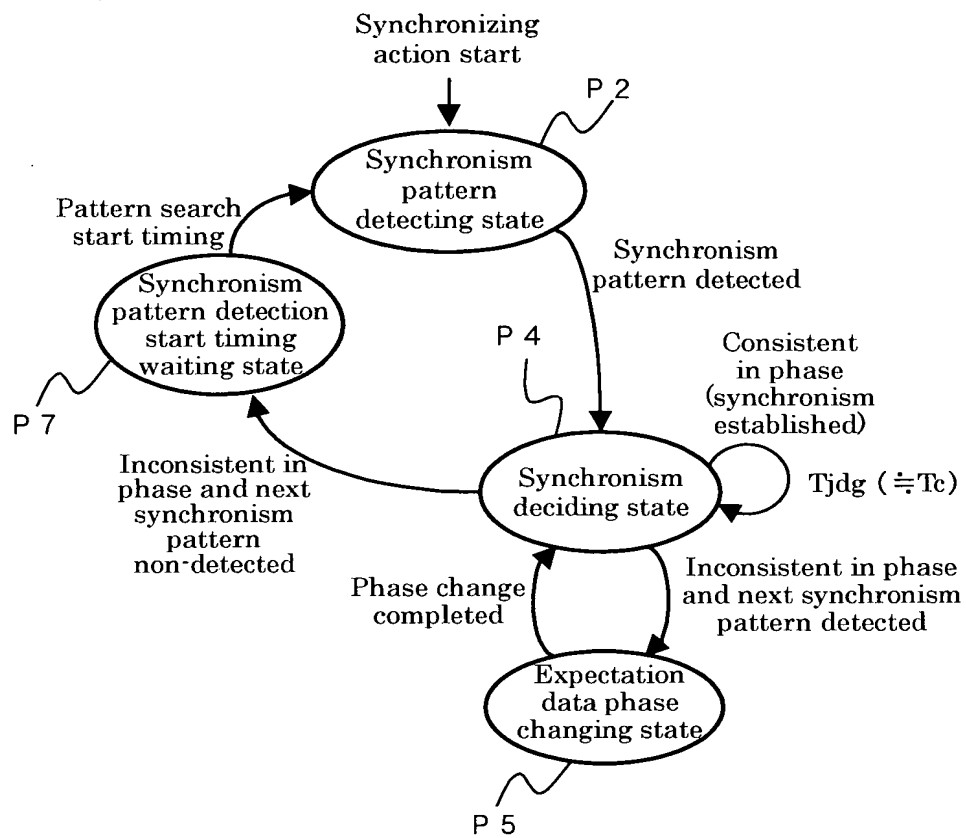 Synchronizing
action start
P 2
Synchronism
pattern
detecting state
Pattern search
start timing
Synchronism
pattern detected
Synchronism
pattern detection
start timing
waiting state
P 7
P 4
Consistent
in phase
(synchronism
established)
Tjdg (≒Tc)
Synchronism
deciding state
Inconsistent in
phase and next
synchronism
pattern
non-detected
Phase change
completed
Inconsistent in phase
and next synchronism
pattern detected
Expectation
data phase
changing state
P 5